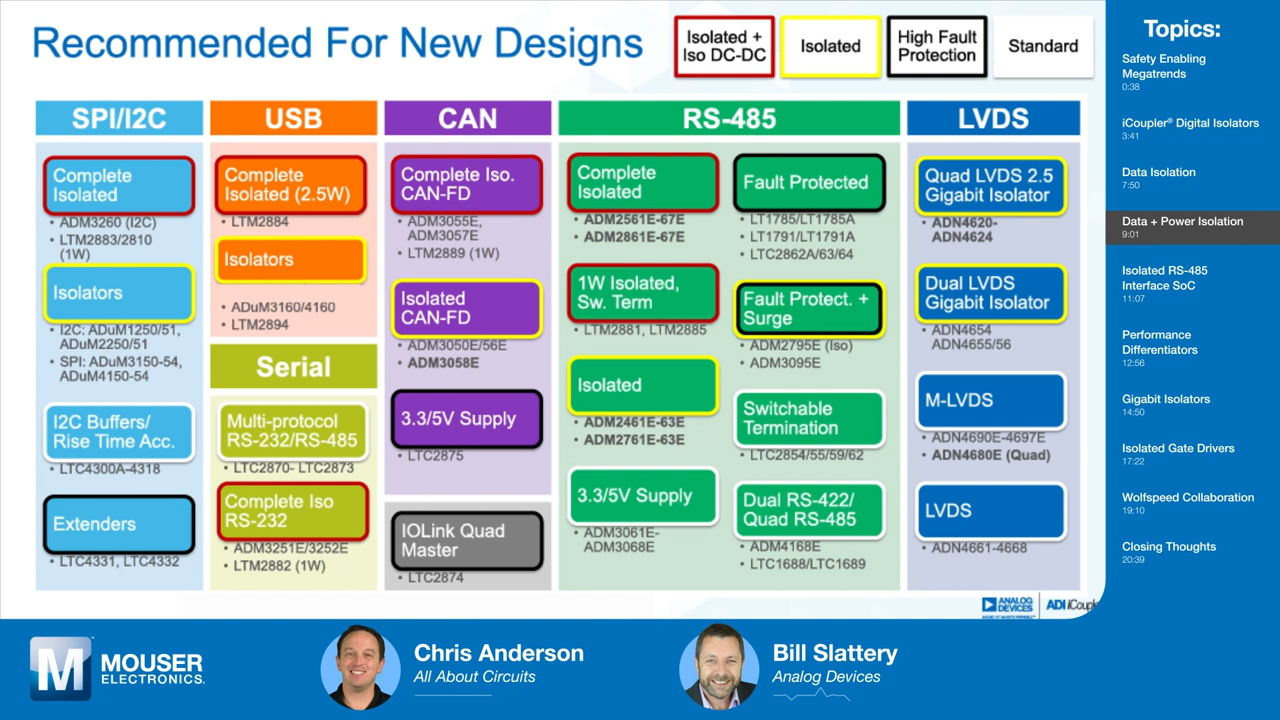 Recommended For New Designs
Isolated +
Iso DC-DC
Isolated
High Fault
Protection
Standard
SPI/I2C
Complete
Isolated
• ADM3260 (I2C)
• LTM2883/2810
(1W)
Isolators
• I2C: ADuM1250/51,
ADuM2250/51
• SPI: ADuM3150-54,
ADuM4150-54
I2C Buffers/
Rise Time Acc.
• LTC4300A-4318
Extenders
• LTC4331, LTC4332
USB
Complete
Isolated (2.5W)
• LTM2884
Isolators
• ADuM3160/4160
• LTM2894
Serial
Multi-protocol
RS-232/RS-485
• LTC2870- LTC2873
Complete Iso
RS-232
• ADM3251E/3252E
• LTM2882 (1W)
CAN
Complete Iso.
CAN-FD
• ADM3055E,
ADM3057E
• LTM2889 (1W)
Isolated
CAN-FD
• ADM3050E/56E
• ADM3058E
3.3/5V Supply
• LTC2875
IOLink Quad
Master
• LTC2874
RS-485
Complete
Isolated
• ADM2561E-67E
• ADM2861E-67E
1W Isolated,
Sw. Term
• LTM2881, LTM2885
Isolated
• ADM2461E-63E
• ADM2761E-63E
3.3/5V Supply
• ADM3061E-
ADM3068E
Fault Protected
• LT1785/LT1785A
• LT1791/LT1791A
• LTC2862A/63/64
Fault Protect. +
Surge
• ADM2795E (Iso)
• ADM3095E
Switchable
Termination
• LTC2854/55/59/62
Dual RS-422/
Quad RS-485
• ADM4168E
• LTC1688/LTC1689
LVDS
Quad LVDS 2.5
Gigabit Isolator
• ADN4620-
ADN4624
Dual LVDS
Gigabit Isolator
• ADN4654
ADN4655/56
M-LVDS
• ADN4690E-4697E
• ADN4680E (Quad)
LVDS
• ADN4661-4668
ANALOG
DEVICES
ADI iCoup
Topics:
Safety Enabling
Megatrends
0:38
iCoupler® Digital Isolators
3:41
Data Isolation
7:50
Data + Power Isolation
9:01
Isolated RS-485
Interface SoC
11:07
Performance
Differentiators
12:56
Gigabit Isolators
14:50
Isolated Gate Drivers
17:22
Wolfspeed Collaboration
19:10
Closing Thoughts
20:39
M
MOUSER
ELECTRONICS.
Chris Anderson
All About Circuits
Bill Slattery
Analog Devices